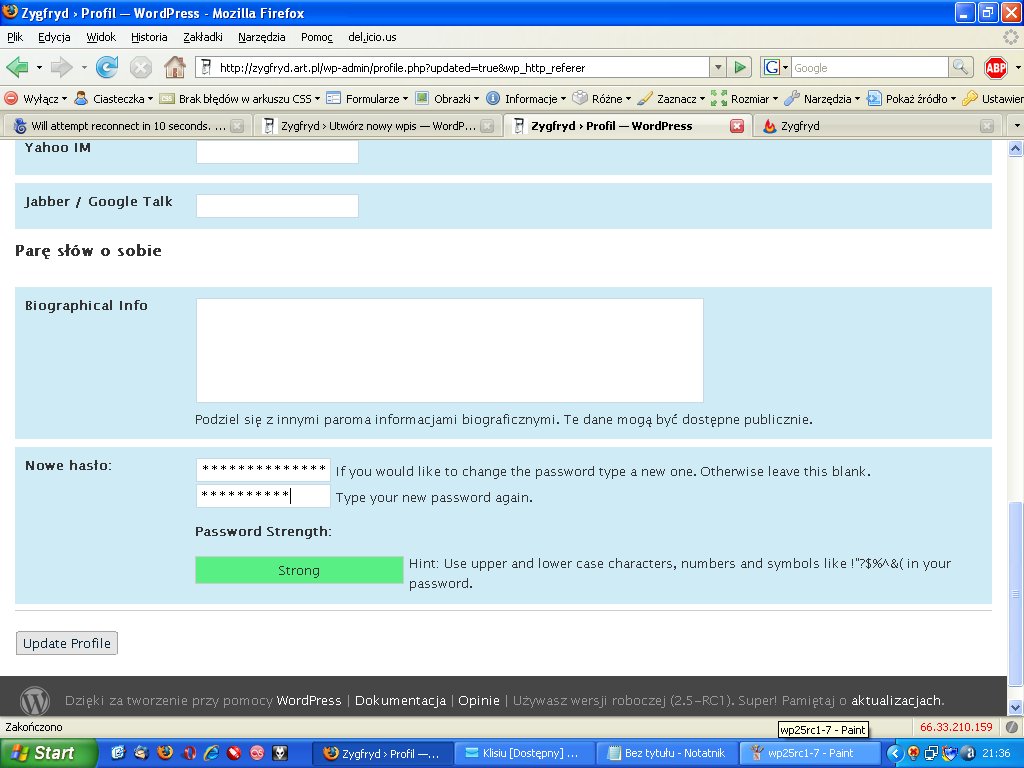 Zygfryd › Profil — WordPress - Mozilla Firefox
Plik Edycja Widok Historia Zakładki Narzędzia Pomoc del.icio.us
http://zygfryd.art.pl/wp-admin/profile.php?updated=true&wp_http_referer
G Google ABP
Wyłącz Ciasteczka Brak błędów w arkuszu CSS Formularze Obrazki Informacje Różne Zaznacz Rozmiar Narzędzia Pokaż źródło Ustawier
Will attempt reconnect in 10 seconds. ... Zygfryd › Utwórz nowy wpis — WordP... Zygfryd › Profil — WordPress Zygfryd
Yahoo IM
Jabber / Google Talk
Parę słów o sobie
Biographical Info
Podziel się z innymi paroma informacjami biograficznymi. Te dane mogą być dostępne publicznie.
Nowe hasło:
************** If you would like to change the password type a new one. Otherwise leave this blank.
********** Type your new password again.
Password Strength:
Strong
Hint: Use upper and lower case characters, numbers and symbols like !"?$%^&( in your
password.
Update Profile
Dzięki za tworzenie przy pomocy WordPress | Dokumentacja | Opinie | Używasz wersji roboczej (2.5-RC1). Super! Pamiętaj o aktualizacjach.
Zakończono
wp25rc1-7 - Paint
66.33.210.159
Start
Zygfryd › Profil —... Klisiu [Dostępny] ... Bez tytułu - Notatnik wp25rc1-7 - Paint
21:36